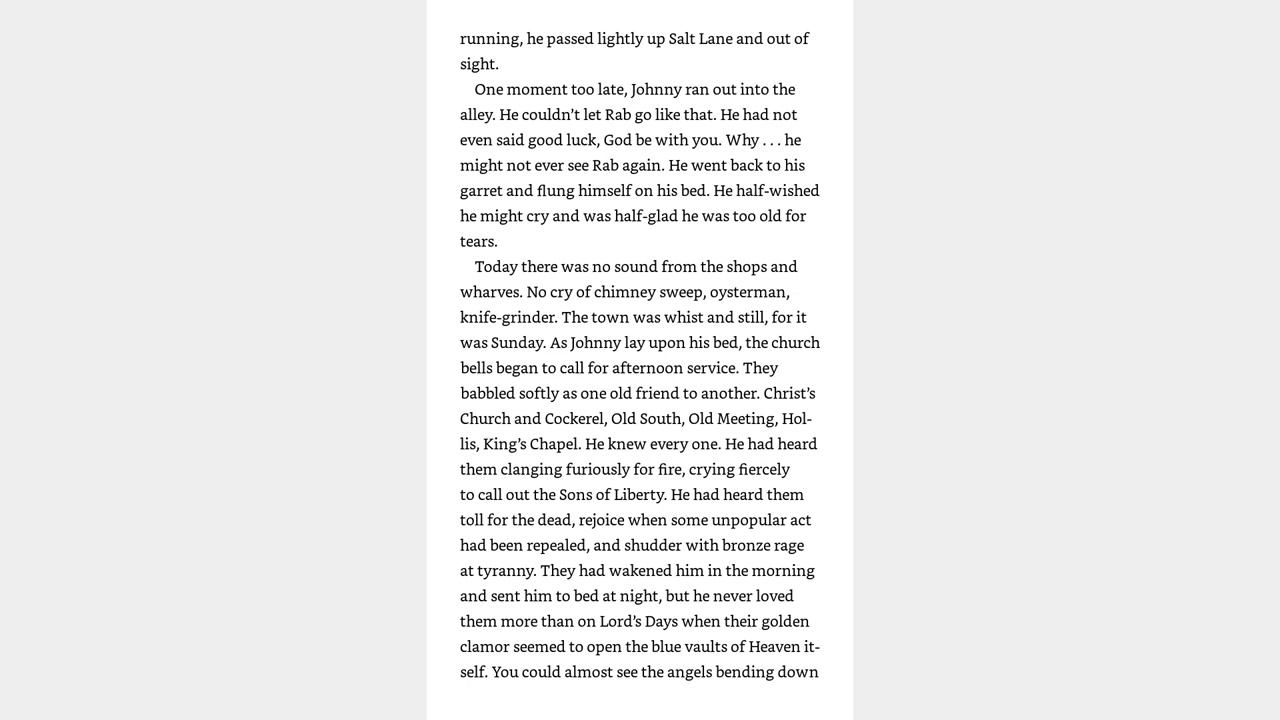 running, he passed lightly up Salt Lane and out of
sight.
One moment too late, Johnny ran out into the
alley. He couldn’t let Rab go like that. He had not
even said good luck, God be with you. Why . . . he
might not ever see Rab again. He went back to his
garret and flung himself on his bed. He half-wished
he might cry and was half-glad he was too old for
tears.
Today there was no sound from the shops and
wharves. No cry of chimney sweep, oysterman,
knife-grinder. The town was whist and still, for it
was Sunday. As Johnny lay upon his bed, the church
bells began to call for afternoon service. They
babbled softly as one old friend to another. Christ’s
Church and Cockerel, Old South, Old Meeting, Hol-
lis, King’s Chapel. He knew every one. He had heard
them clanging furiously for fire, crying fiercely
to call out the Sons of Liberty. He had heard them
toll for the dead, rejoice when some unpopular act
had been repealed, and shudder with bronze rage
at tyranny. They had wakened him in the morning
and sent him to bed at night, but he never loved
them more than on Lord’s Days when their golden
clamor seemed to open the blue vaults of Heaven it-
self. You could almost see the angels bending down